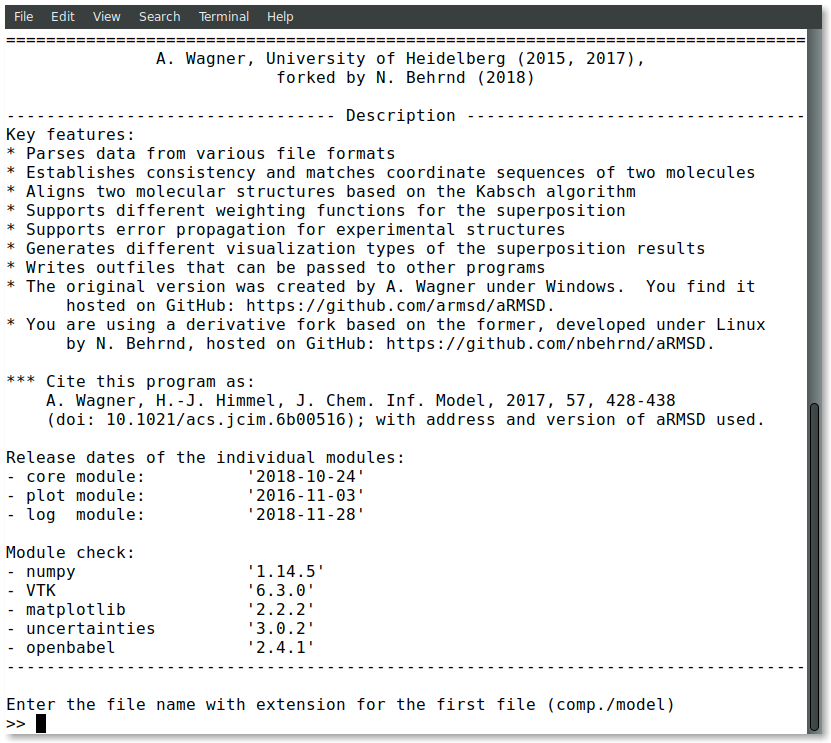 File Edit View Search Terminal Help
================================================================================
A. Wagner, University of Heidelberg (2015, 2017),
forked by N. Behrnd (2018)
--------------------------------- Description ----------------------------------
Key features:
* Parses data from various file formats
* Establishes consistency and matches coordinate sequences of two molecules
* Aligns two molecular structures based on the Kabsch algorithm
* Supports different weighting functions for the superposition
* Supports error propagation for experimental structures
* Generates different visualization types of the superposition results
* Writes outfiles that can be passed to other programs
* The original version was created by A. Wagner under Windows.  You find it
hosted on GitHub: https://github.com/armsd/aRMSD.
* You are using a derivative fork based on the former, developed under Linux
by N. Behrnd, hosted on GitHub: https://github.com/nbehrnd/aRMSD.
*** Cite this program as:
A. Wagner, H.-J. Himmel, J. Chem. Inf. Model, 2017, 57, 428-438
(doi: 10.1021/acs.jcim.6b00516); with address and version of aRMSD used.
Release dates of the individual modules:
- core module:          '2018-10-24'
- plot module:          '2016-11-03'
- log  module:          '2018-11-28'
Module check:
- numpy                 '1.14.5'
- VTK                   '6.3.0'
- matplotlib            '2.2.2'
- uncertainties         '3.0.2'
- openbabel             '2.4.1'
--------------------------------------------------------------------------------
Enter the file name with extension for the first file (comp./model)
>>